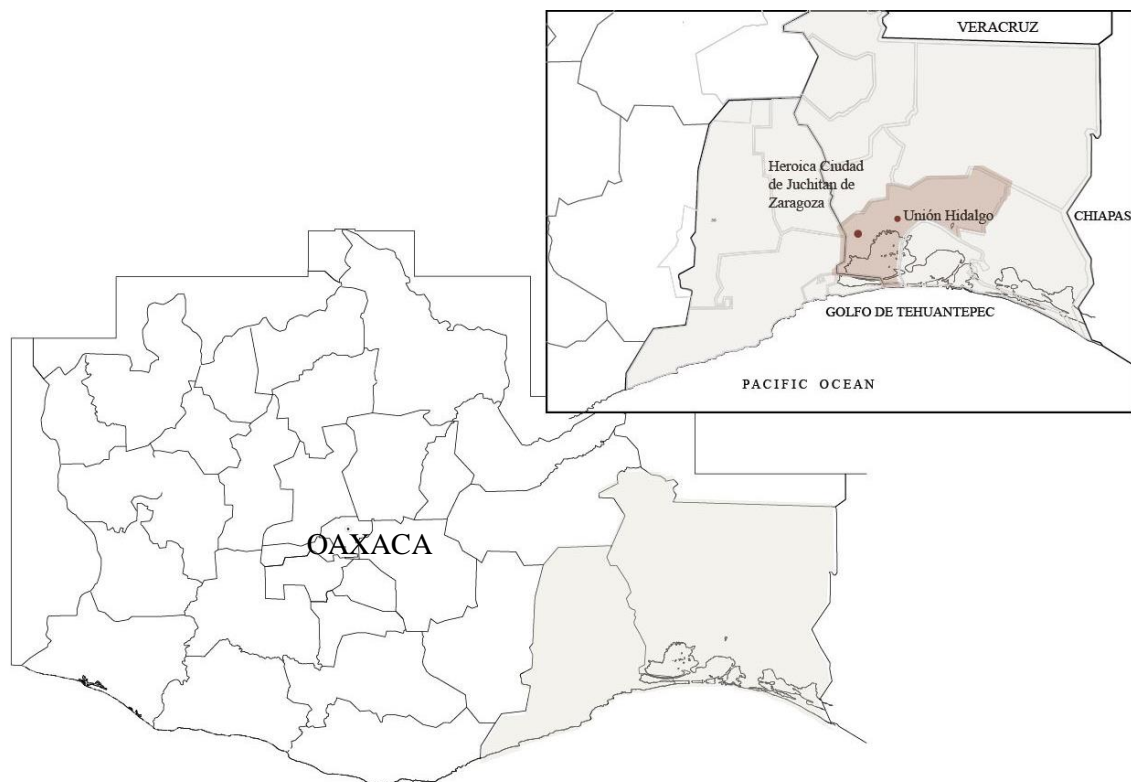 VERACRUZ
Heroica Ciudad
de Juchitan de
Zaragoza
Unión Hidalgo
CHIAPAS
GOLFO DE TEHUANTEPEC
PACIFIC OCEAN
OAXACA